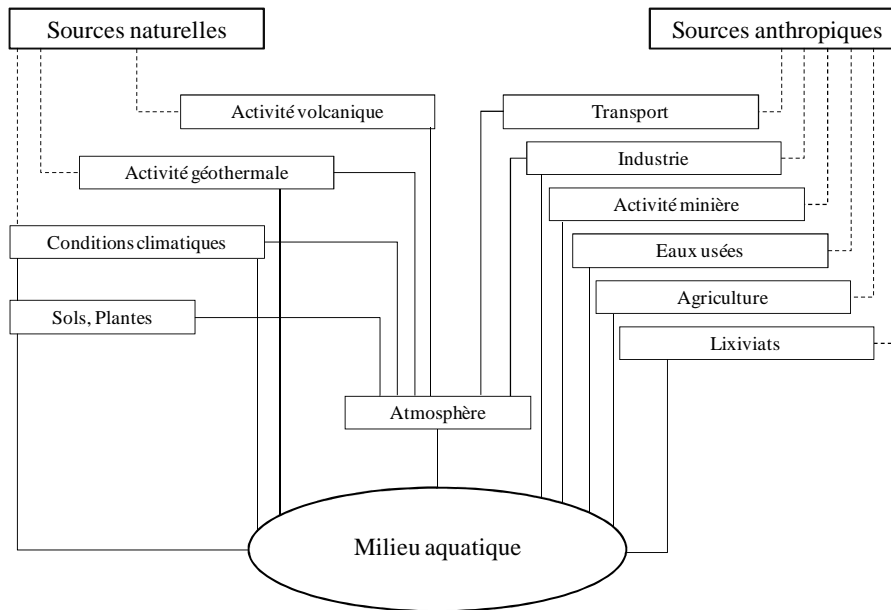 Sources naturelles
Sources anthropiques
Activité volcanique
Transport
Industrie
Activité géothermale
Activité minière
Conditions climatiques
Eaux usées
Agriculture
Sols, Plantes
Lixiviats
Atmosphère
Milieu aquatique